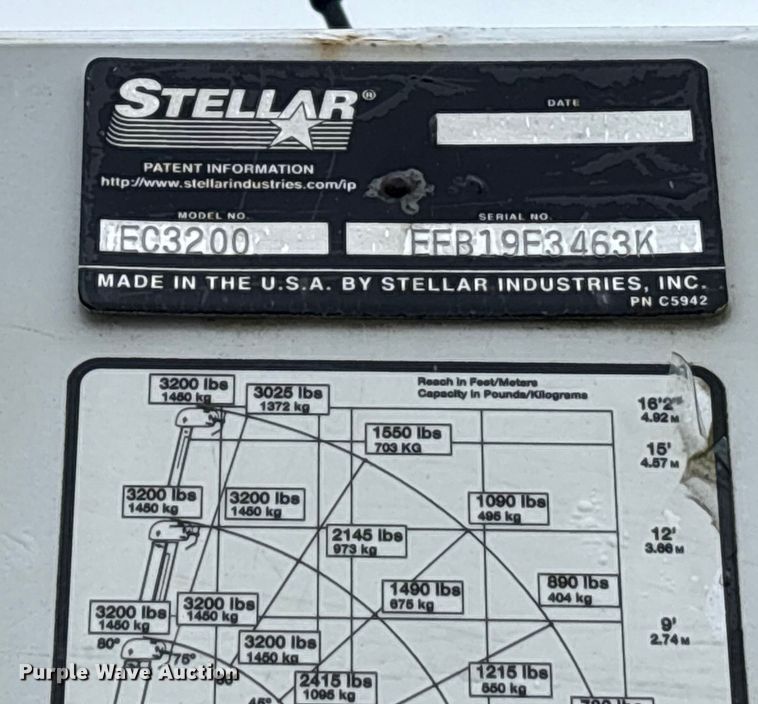 STELLAR®
DATE
PATENT INFORMATION
http://www.stellarindustries.com/ip
MODEL NO.
SERIAL NO.
EC3200
EFB19E3463K
MADE IN THE U.S.A. BY STELLAR INDUSTRIES, INC.
PN C5942
Reach in Feet/Meters
Capacity in Pounds/Kilograms
3200 lbs
1450 kg
3025 lbs
1372 kg
16'2"
4.92 M
1550 lbs
703 KG
15'
4.57 M
3200 lbs
1450 kg
3200 lbs
1450 kg
1090 lbs
495 kg
2145 lbs
973 kg
12'
3.66 M
1490 lbs
675 kg
890 lbs
404 kg
3200 lbs
1450 kg
3200 lbs
1450 kg
9'
2.74 M
3200 lbs
1450 kg
80°
75°
2415 lbs
1095 kg
1215 lbs
550 kg
45°
Purple Wave Auction